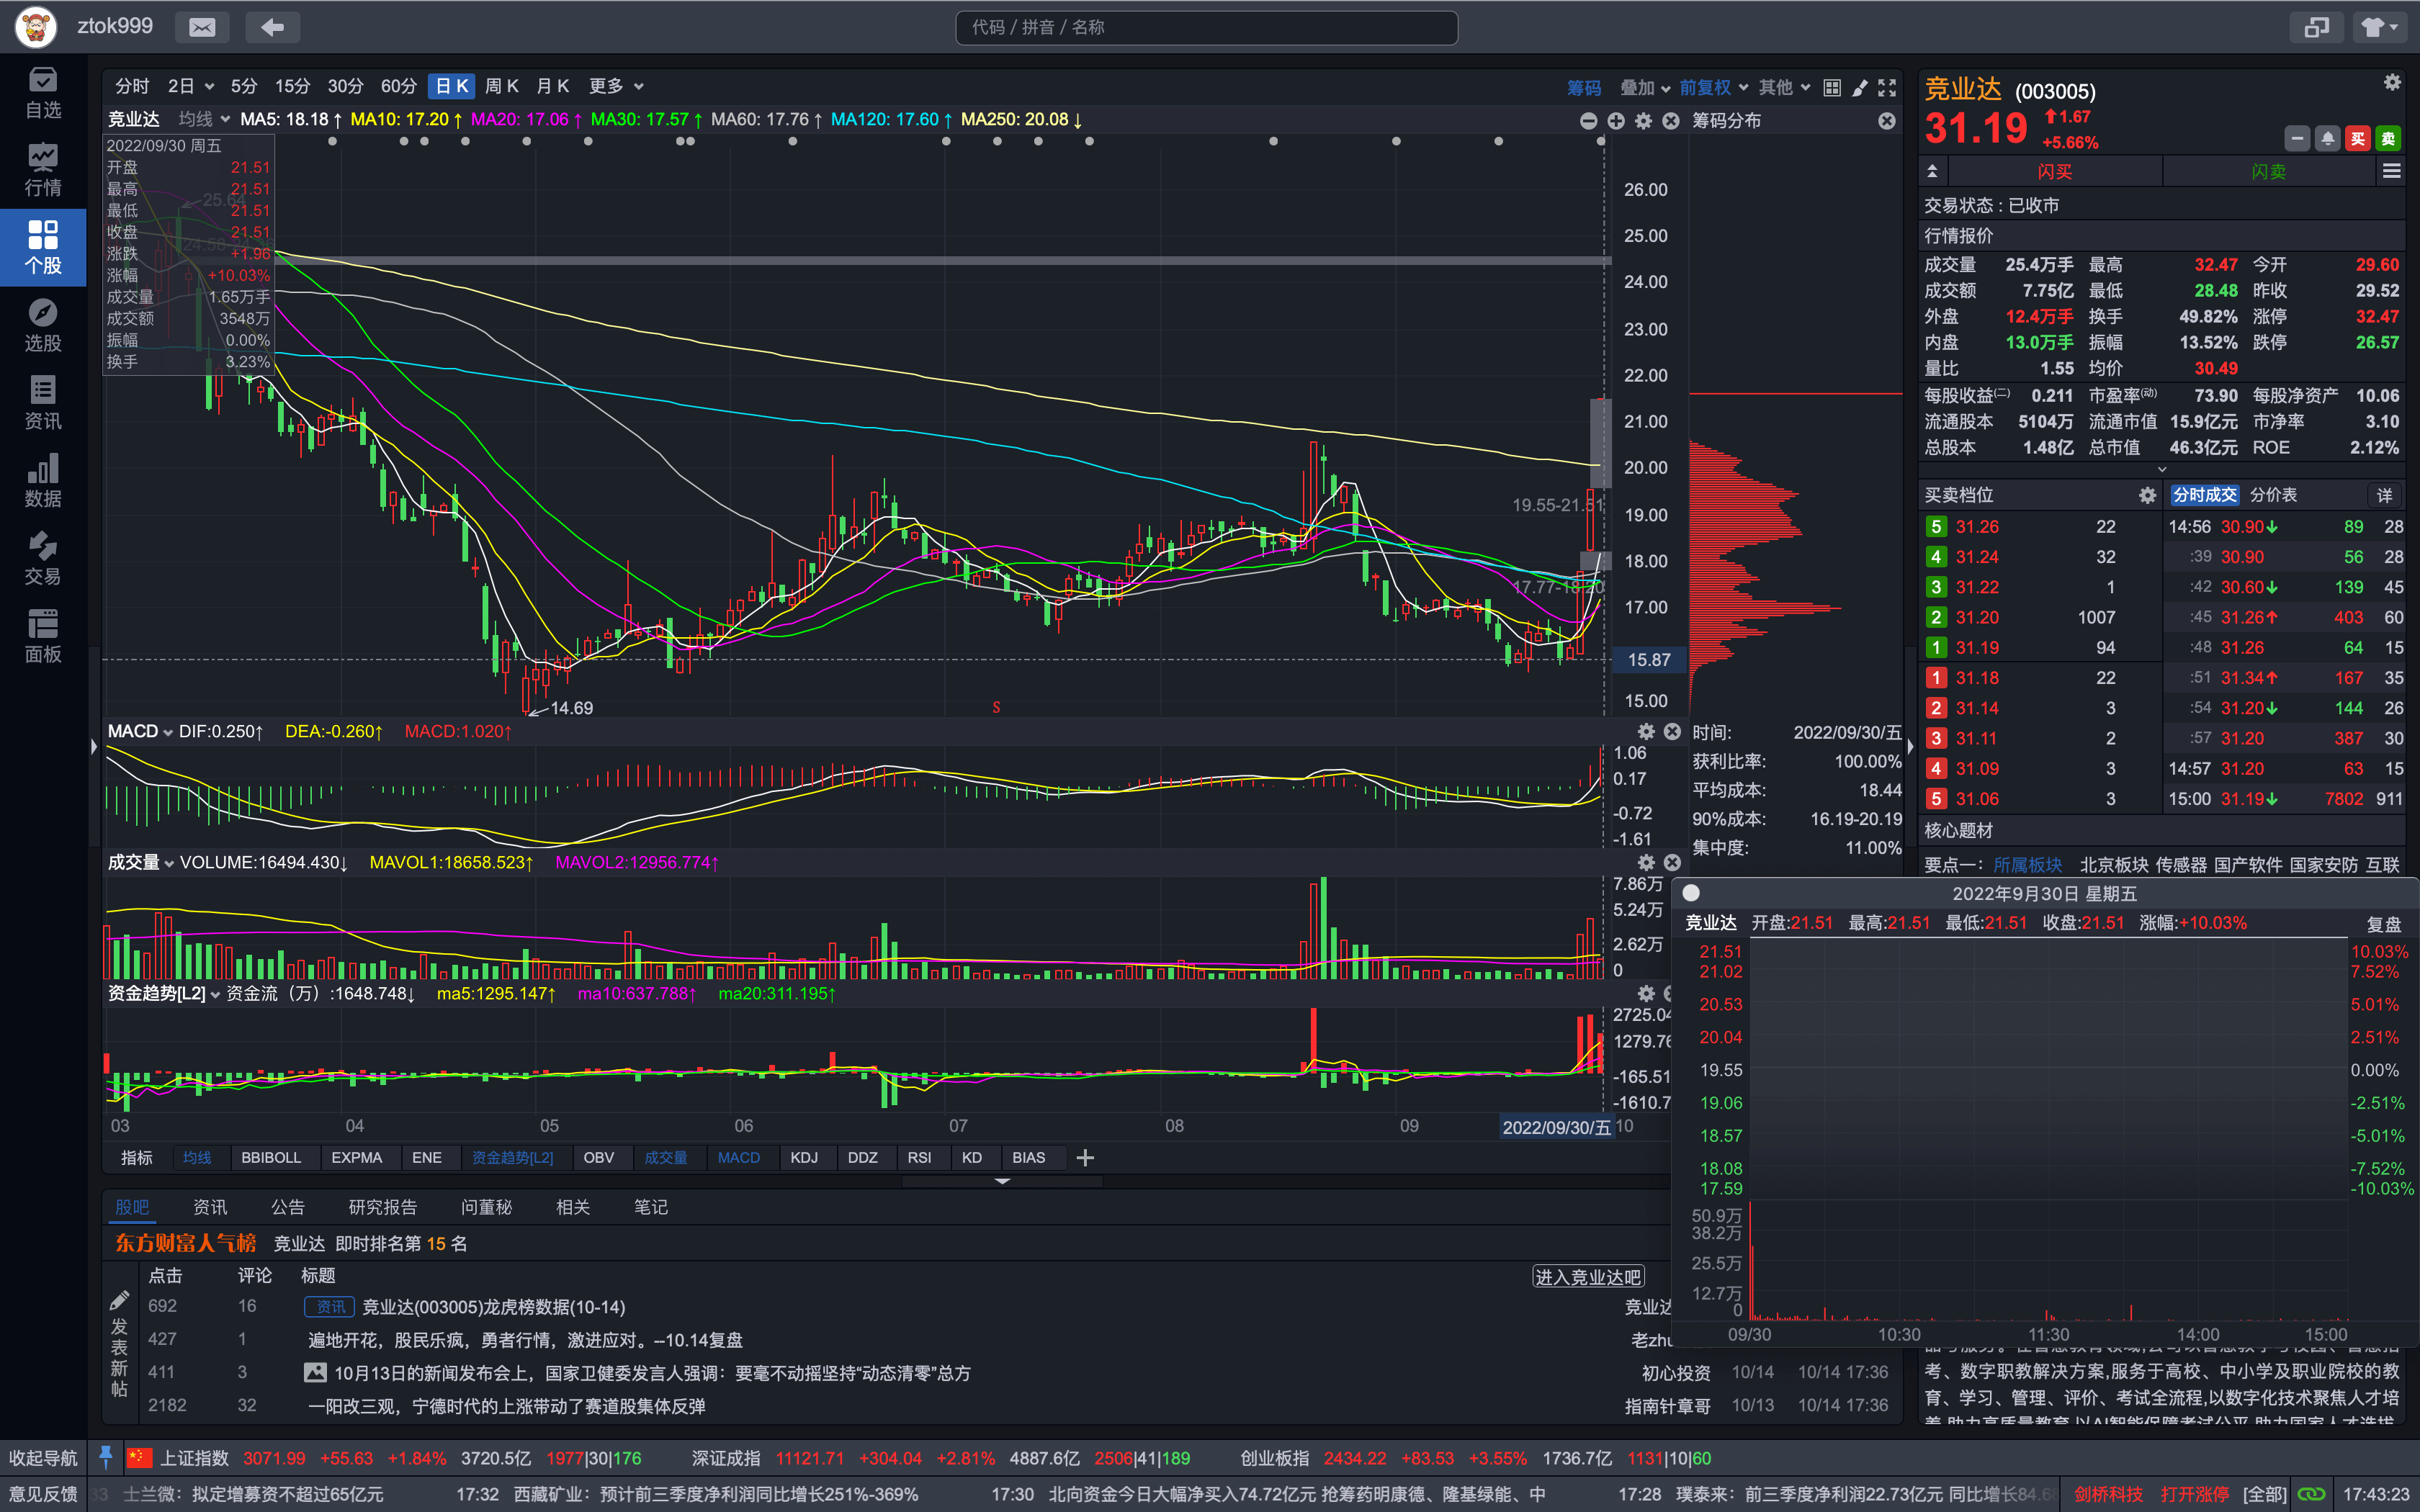 ztok999
代码 / 拼音 / 名称
自选
行情
个股
选股
资讯
数据
交易
面板
分时 2日 5分 15分 30分 60分 日K 周K 月K 更多
筹码 叠加 前复权 其他
竞业达 均线 MA5: 18.18↑ MA10: 17.20↑ MA20: 17.06↑ MA30: 17.57↑ MA60: 17.76↑ MA120: 17.60↑ MA250: 20.08↓
筹码分布
2022/09/30 周五
开盘 21.51
最高 21.51
最低 21.51
收盘 21.51
涨跌 +1.96
涨幅 +10.03%
成交量 1.65万手
成交额 3548万
振幅 0.00%
换手 3.23%
25.64
26.00
25.00
24.00
23.00
22.00
21.00
20.00
19.00
18.00
17.00
15.87
15.00
19.55-21.51
17.77-18.20
14.69
S
MACD DIF:0.250↑ DEA:-0.260↑ MACD:1.020↑
1.06
0.17
-0.72
-1.61
成交量 VOLUME:16494.430↓ MAVOL1:18658.523↑ MAVOL2:12956.774↑
7.86万
5.24万
2.62万
0
资金趋势[L2] 资金流（万）:1648.748↓ ma5:1295.147↑ ma10:637.788↑ ma20:311.195↑
2725.04
1279.76
-165.51
-1610.7
03 04 05 06 07 08 09 2022/09/30/五 10
指标 均线 BBIBOLL EXPMA ENE 资金趋势[L2] OBV 成交量 MACD KDJ DDZ RSI KD BIAS
时间: 2022/09/30/五
获利比率: 100.00%
平均成本: 18.44
90%成本: 16.19-20.19
集中度: 11.00%
竞业达 (003005)
31.19 1.67
+5.66%
买 卖
闪买 闪卖
交易状态：已收市
行情报价
成交量 25.4万手 最高 32.47 今开 29.60
成交额 7.75亿 最低 28.48 昨收 29.52
外盘 12.4万手 换手 49.82% 涨停 32.47
内盘 13.0万手 振幅 13.52% 跌停 26.57
量比 1.55 均价 30.49
每股收益(二) 0.211 市盈率(动) 73.90 每股净资产 10.06
流通股本 5104万 流通市值 15.9亿元 市净率 3.10
总股本 1.48亿 总市值 46.3亿元 ROE 2.12%
买卖档位 分时成交 分价表 详
5 31.26 22 14:56 30.90↓ 89 28
4 31.24 32 :39 30.90 56 28
3 31.22 1 :42 30.60↓ 139 45
2 31.20 1007 :45 31.26↑ 403 60
1 31.19 94 :48 31.26 64 15
1 31.18 22 :51 31.34↑ 167 35
2 31.14 3 :54 31.20↓ 144 26
3 31.11 2 :57 31.20 387 30
4 31.09 3 14:57 31.20 63 15
5 31.06 3 15:00 31.19↓ 7802 911
核心题材
要点一: 所属板块 北京板块 传感器 国产软件 国家安防 互联
2022年9月30日 星期五
竞业达 开盘:21.51 最高:21.51 最低:21.51 收盘:21.51 涨幅:+10.03% 复盘
21.51 10.03%
21.02 7.52%
20.53 5.01%
20.04 2.51%
19.55 0.00%
19.06 -2.51%
18.57 -5.01%
18.08 -7.52%
17.59 -10.03%
50.9万
38.2万
25.5万
12.7万
0
09/30 10:30 11:30 14:00 15:00
考、数字职教解决方案,服务于高校、中小学及职业院校的教
育、学习、管理、评价、考试全流程,以数字化技术聚焦人才培
股吧 资讯 公告 研究报告 问董秘 相关 笔记
东方财富人气榜 竞业达 即时排名第 15 名
点击 评论 标题 进入竞业达吧
发表新帖
692 16 资讯 竞业达(003005)龙虎榜数据(10-14) 竞业达
427 1 遍地开花，股民乐疯，勇者行情，激进应对。--10.14复盘 老zhu
411 3 10月13日的新闻发布会上，国家卫健委发言人强调：要毫不动摇坚持“动态清零”总方 初心投资 10/14 10/14 17:36
2182 32 一阳改三观，宁德时代的上涨带动了赛道股集体反弹 指南针章哥 10/13 10/14 17:36
收起导航 上证指数 3071.99 +55.63 +1.84% 3720.5亿 1977|30|176 深证成指 11121.71 +304.04 +2.81% 4887.6亿 2506|41|189 创业板指 2434.22 +83.53 +3.55% 1736.7亿 1131|10|60
意见反馈 33 士兰微：拟定增募资不超过65亿元 17:32 西藏矿业：预计前三季度净利润同比增长251%-369% 17:30 北向资金今日大幅净买入74.72亿元 抢筹药明康德、隆基绿能、中 17:28 璞泰来：前三季度净利润22.73亿元 同比增长84.6 剑桥科技 打开涨停 [全部] 17:43:23